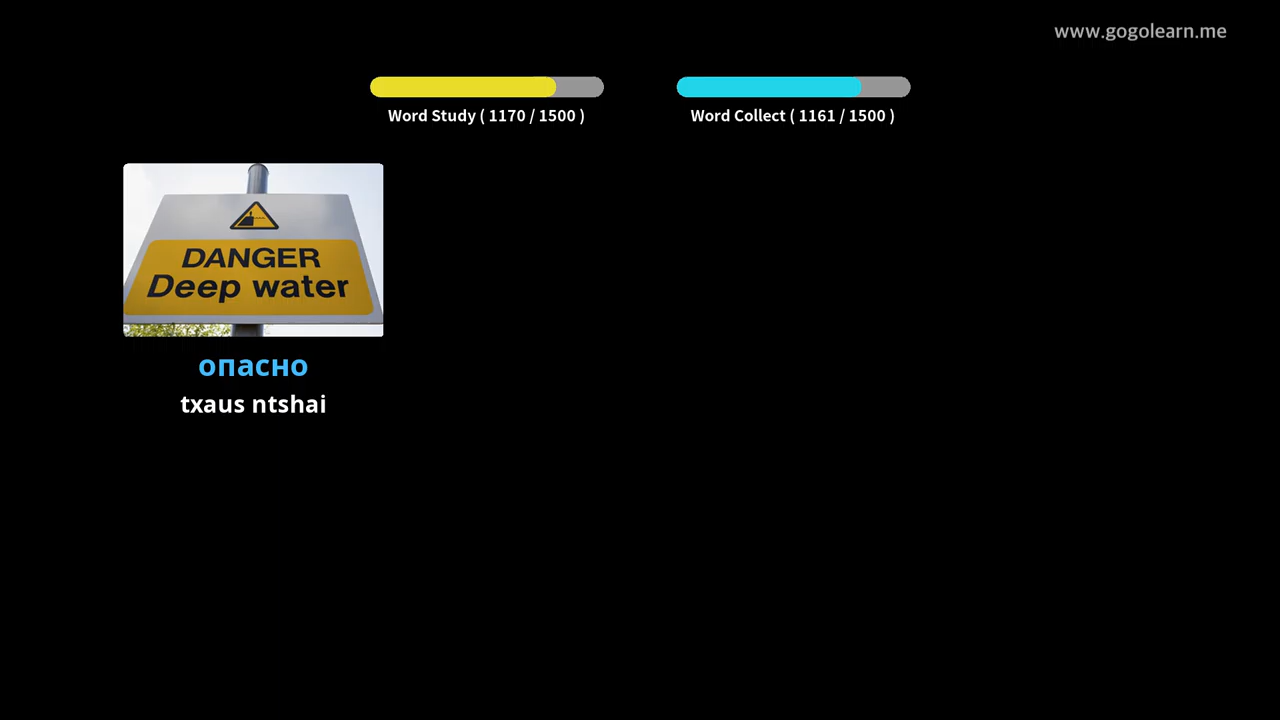 www.gogolearn.me
Word Study ( 1170 / 1500 )
Word Collect ( 1161 / 1500 )
DANGER
Deep water
опасно
txaus ntshai